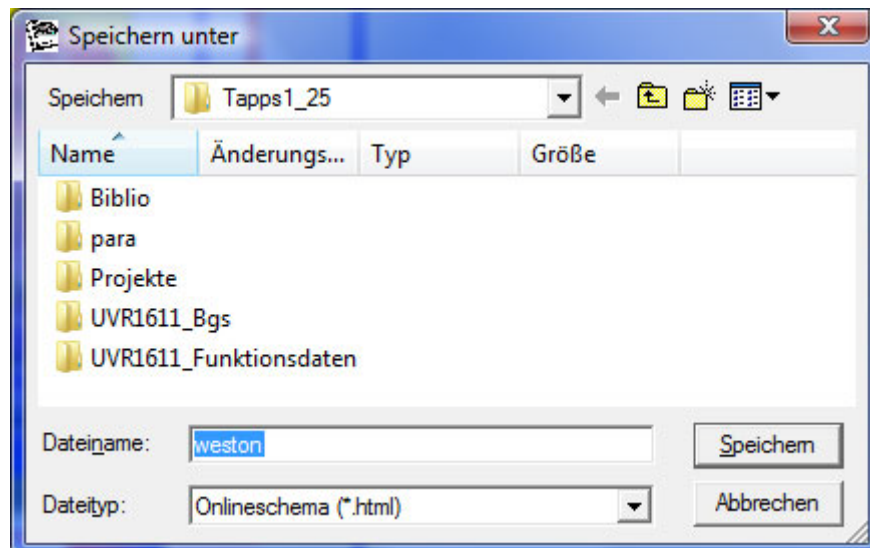 Speichern unter
Speichern Tapps1_25
Name Änderungs... Typ Größe
Biblio
para
Projekte
UVR1611_Bgs
UVR1611_Funktionsdaten
Dateiname: weston Speichern
Dateityp: Onlineschema (*.html) Abbrechen